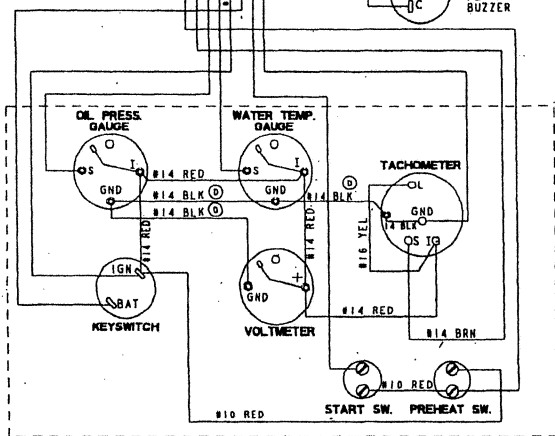 C
BUZZER
OIL PRESS.
GAUGE
WATER TEMP.
GAUGE
S
I
#14 RED
S
I
TACHOMETER
GND
#14 BLK D
GND
#14 BLK
D
L
#14 BLK D
GND
14 BLK
#14 RED
#14 RED
#16 YEL
S
IG
IGN
BAT
KEYSWITCH
+
GND
VOLTMETER
#14 RED
#14 BRN
#10 RED
#10 RED
START SW.
PREHEAT SW.